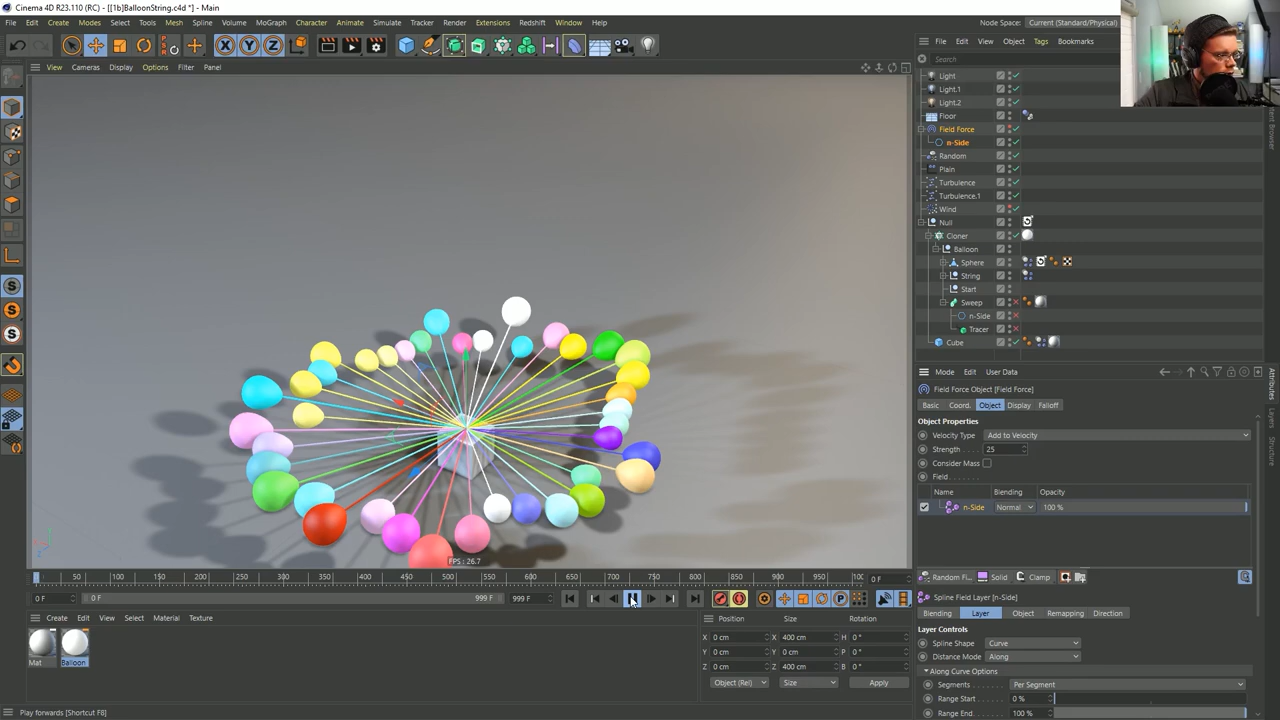 Cinema 4D R23.110 (RC) - [[1b]BalloonString.c4d *] - Main
File Edit Create Modes Select Tools Mesh Spline Volume MoGraph Character Animate Simulate Tracker Render Extensions Redshift Window Help
Node Space: Current (Standard/Physical)
File Edit View Object Tags Bookmarks
Search
View Cameras Display Options Filter Panel
Light
Light.1
Light.2
Floor
Field Force
n-Side
Random
Plain
Turbulence
Turbulence.1
Wind
Null
Cloner
Balloon
Sphere
String
Start
Sweep
n-Side
Tracer
Cube
Attributes
Structure
Mode Edit User Data
Field Force Object [Field Force]
Basic Coord. Object Display Falloff
Object Properties
Velocity Type Add to Velocity
Strength 25
Consider Mass
Field
Name Blending Opacity
n-Side Normal 100 %
FPS : 26.7
0 50 100 150 200 250 300 350 400 450 500 550 600 650 700 750 800 850 900 950 100 0 F
0 F 0 F 999 F 999 F
Random Fi... Solid Clamp
Spline Field Layer [n-Side]
Blending Layer Object Remapping Direction
Layer Controls
Spline Shape Curve
Distance Mode Along
Along Curve Options
Segments Per Segment
Range Start 0 %
Range End 100 %
Create Edit View Select Material Texture
Mat Balloon
Position Size Rotation
X 0 cm X 400 cm H 0 °
Y 0 cm Y 0 cm P 0 °
Z 0 cm Z 400 cm B 0 °
Object (Rel) Size Apply
Play forwards [Shortcut F8]